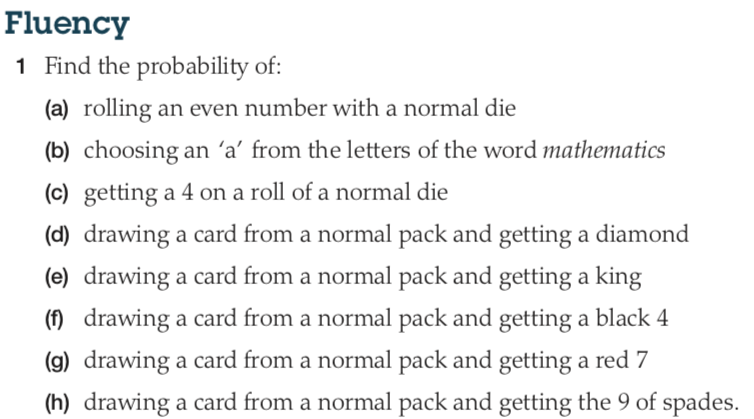 Fluency
1 Find the probability of:
(a) rolling an even number with a normal die
(b) choosing an ‘a’ from the letters of the word mathematics
(c) getting a 4 on a roll of a normal die
(d) drawing a card from a normal pack and getting a diamond
(e) drawing a card from a normal pack and getting a king
(f) drawing a card from a normal pack and getting a black 4
(g) drawing a card from a normal pack and getting a red 7
(h) drawing a card from a normal pack and getting the 9 of spades.